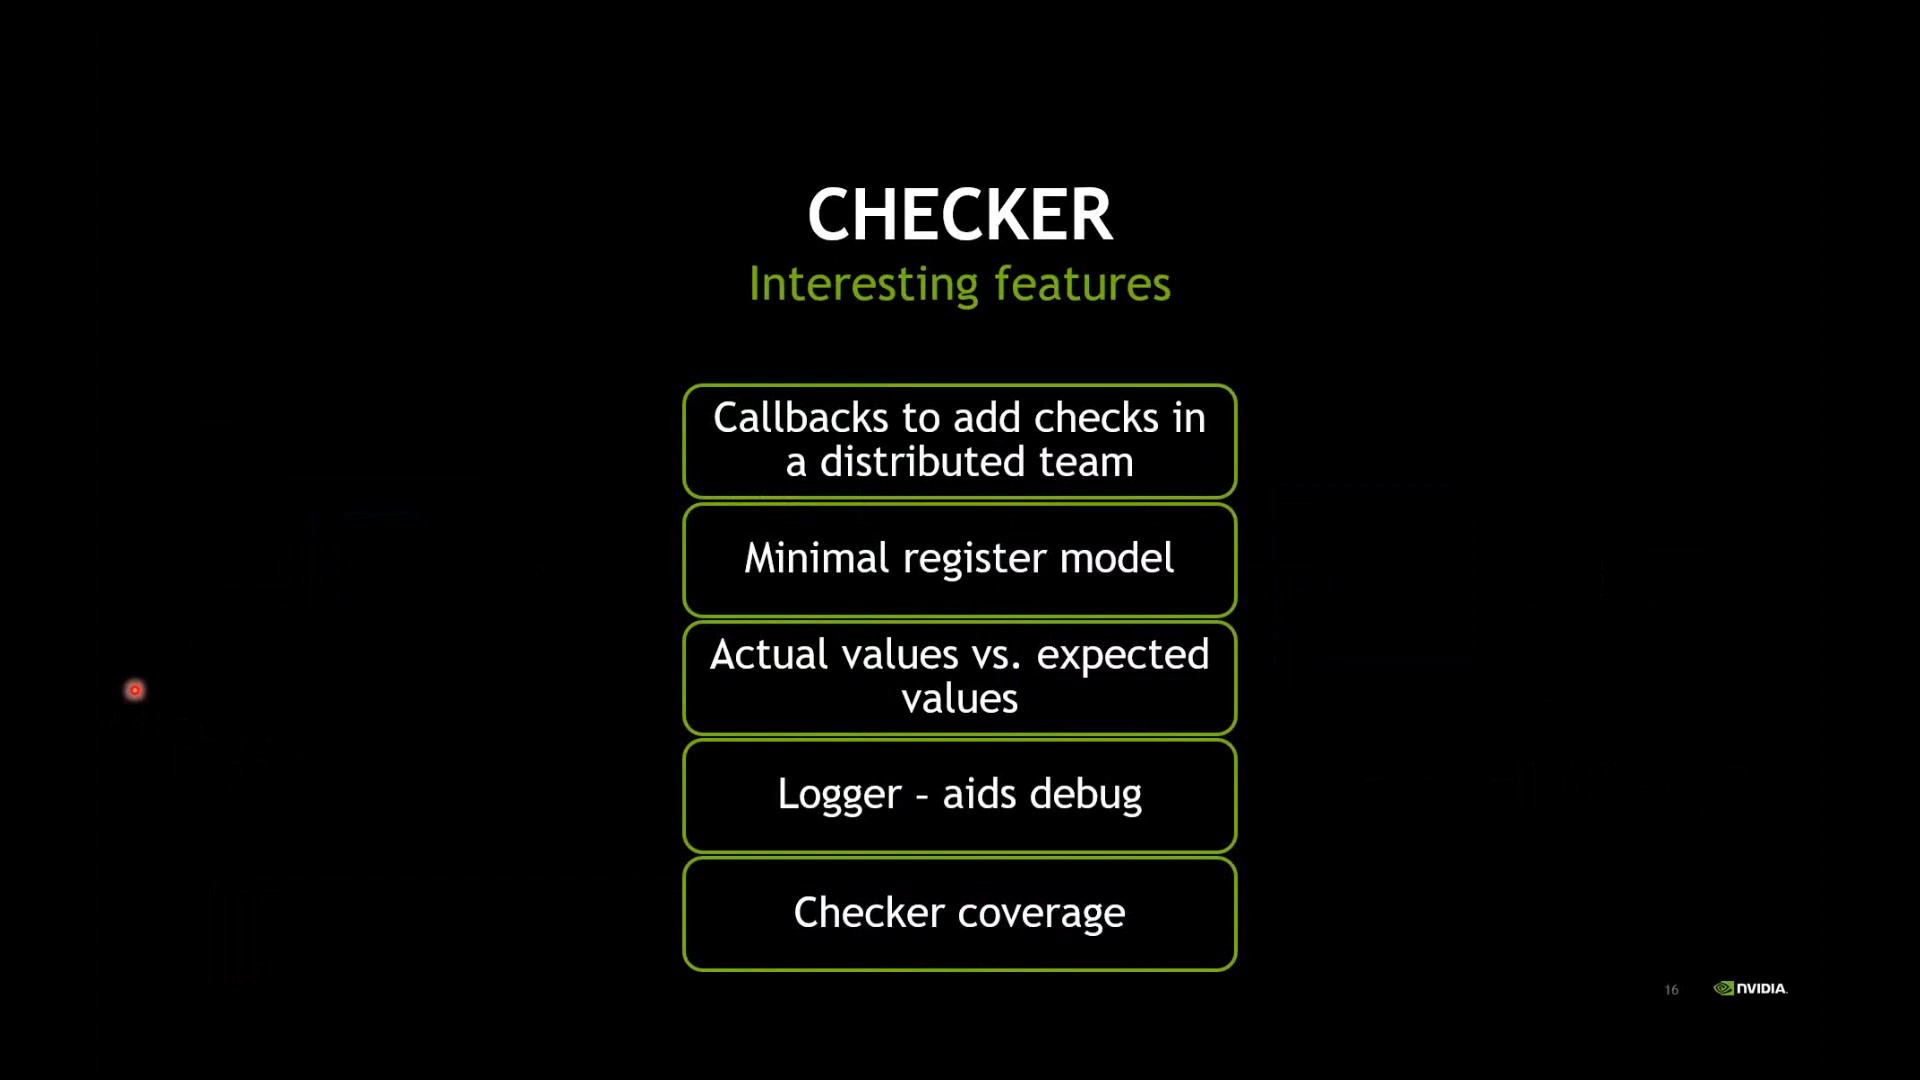 CHECKER
Interesting features
Callbacks to add checks in
a distributed team
Minimal register model
Actual values vs. expected
values
Logger – aids debug
Checker coverage
16
NVIDIA.